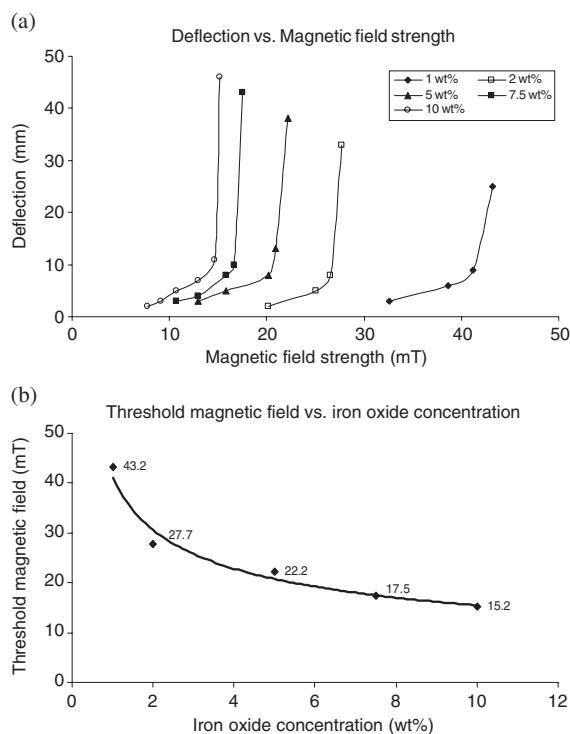 (a)
Deflection vs. Magnetic field strength
50
40
30
20
10
0
Deflection (mm)
1 wt%
2 wt%
5 wt%
7.5 wt%
10 wt%
0
10
20
30
40
50
Magnetic field strength (mT)
(b)
Threshold magnetic field vs. iron oxide concentration
50
40
30
20
10
0
Threshold magnetic field (mT)
43.2
27.7
22.2
17.5
15.2
0
2
4
6
8
10
12
Iron oxide concentration (wt%)